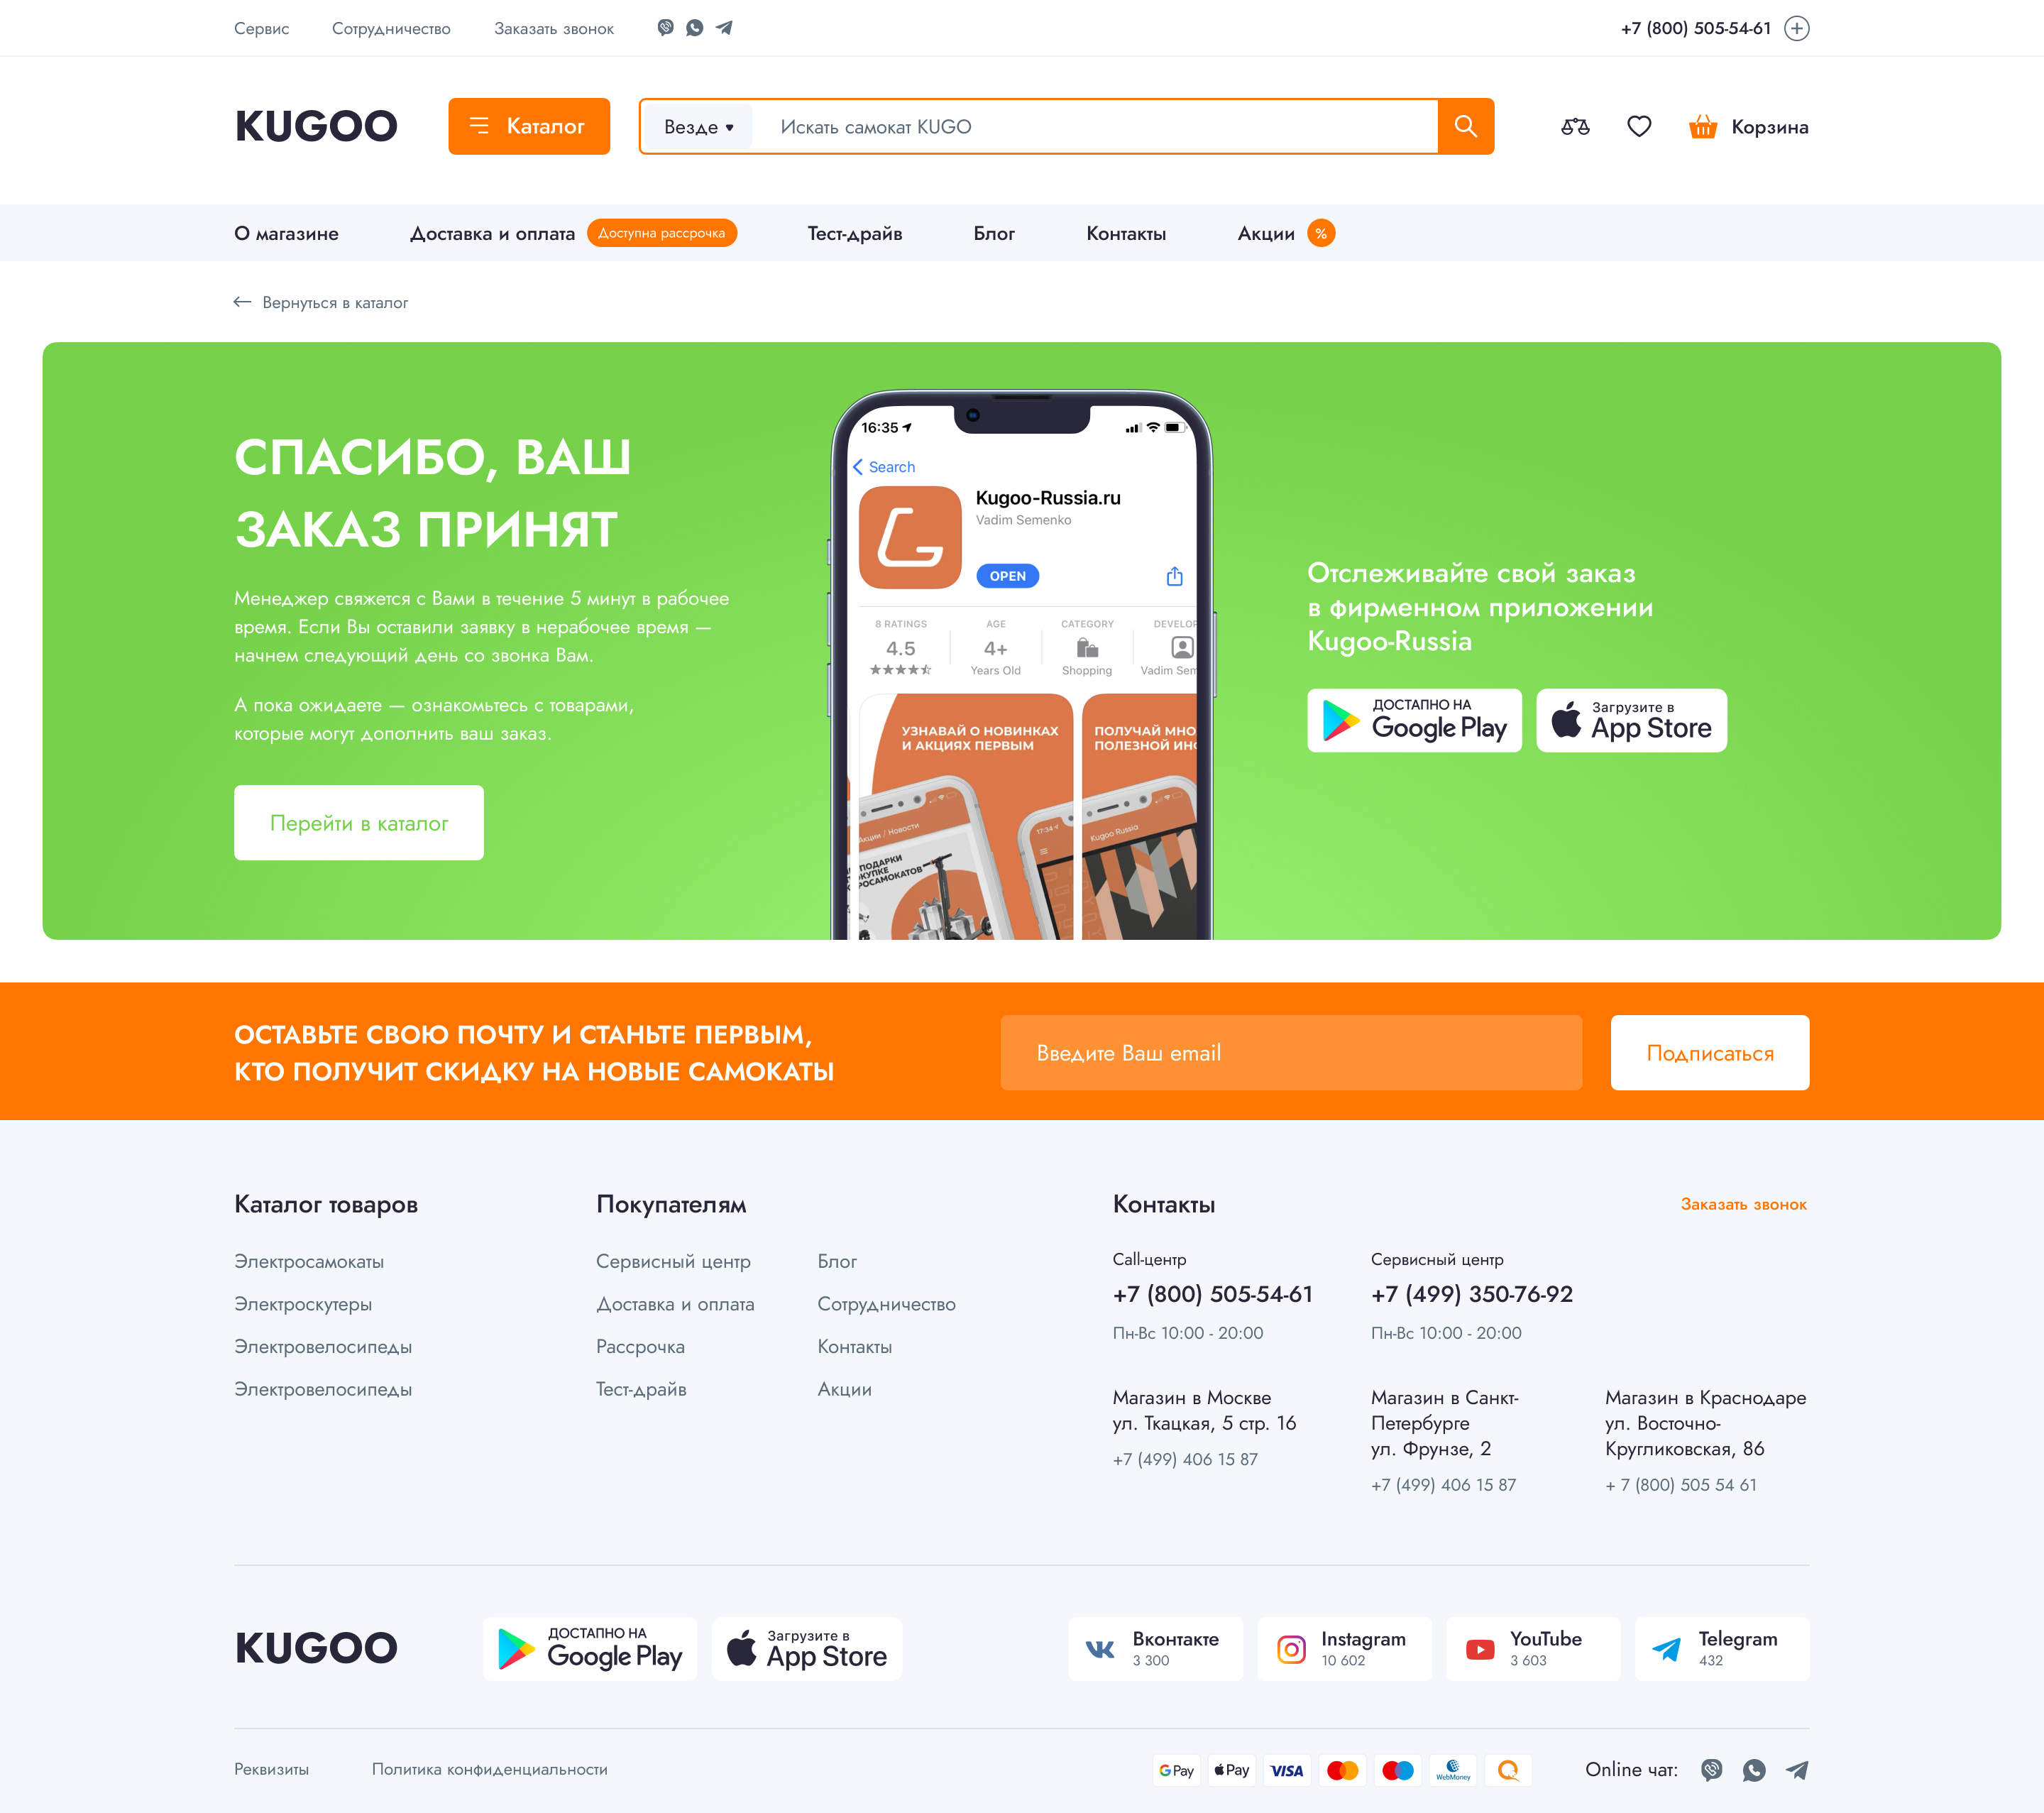 Сервис
Сотрудничество
Заказать звонок
+7 (800) 505-54-61
KUGOO
Каталог
Везде
Искать самокат KUGO
Корзина
О магазине
Доставка и оплата
Доступна рассрочка
Тест-драйв
Блог
Контакты
Акции
%
Вернуться в каталог
СПАСИБО, ВАШ
ЗАКАЗ ПРИНЯТ
Менеджер свяжется с Вами в течение 5 минут в рабочее
время. Если Вы оставили заявку в нерабочее время —
начнем следующий день со звонка Вам.
А пока ожидаете — ознакомьтесь с товарами,
которые могут дополнить ваш заказ.
Перейти в каталог
16:35
Search
Kugoo-Russia.ru
Vadim Semenko
OPEN
8 RATINGS
4.5
AGE
4+
Years Old
CATEGORY
Shopping
DEVELOP
Vadim Sem
УЗНАВАЙ О НОВИНКАХ
И АКЦИЯХ ПЕРВЫМ
ПОЛУЧАЙ МНО
ПОЛЕЗНОЙ ИНФ
Акции / Новости
ПОДАРКИ
17:34
Kugoo Russia
Отслеживайте свой заказ
в фирменном приложении
Kugoo-Russia
ДОСТАПНО НА
Google Play
Загрузите в
App Store
ОСТАВЬТЕ СВОЮ ПОЧТУ И СТАНЬТЕ ПЕРВЫМ,
КТО ПОЛУЧИТ СКИДКУ НА НОВЫЕ САМОКАТЫ
Введите Ваш email
Подписаться
Каталог товаров
Электросамокаты
Электроскутеры
Электровелосипеды
Электровелосипеды
Покупателям
Сервисный центр
Доставка и оплата
Рассрочка
Тест-драйв
Блог
Сотрудничество
Контакты
Акции
Контакты
Заказать звонок
Call-центр
+7 (800) 505-54-61
Пн-Вс 10:00 - 20:00
Сервисный центр
+7 (499) 350-76-92
Пн-Вс 10:00 - 20:00
Магазин в Москве
ул. Ткацкая, 5 стр. 16
+7 (499) 406 15 87
Магазин в Санкт-
Петербурге
ул. Фрунзе, 2
+7 (499) 406 15 87
Магазин в Краснодаре
ул. Восточно-
Кругликовская, 86
+ 7 (800) 505 54 61
KUGOO
ДОСТАПНО НА
Google Play
Загрузите в
App Store
Вконтакте
3 300
Instagram
10 602
YouTube
3 603
Telegram
432
Реквизиты
Политика конфиденциальности
G Pay
Pay
VISA
WebMoney
Online чат: